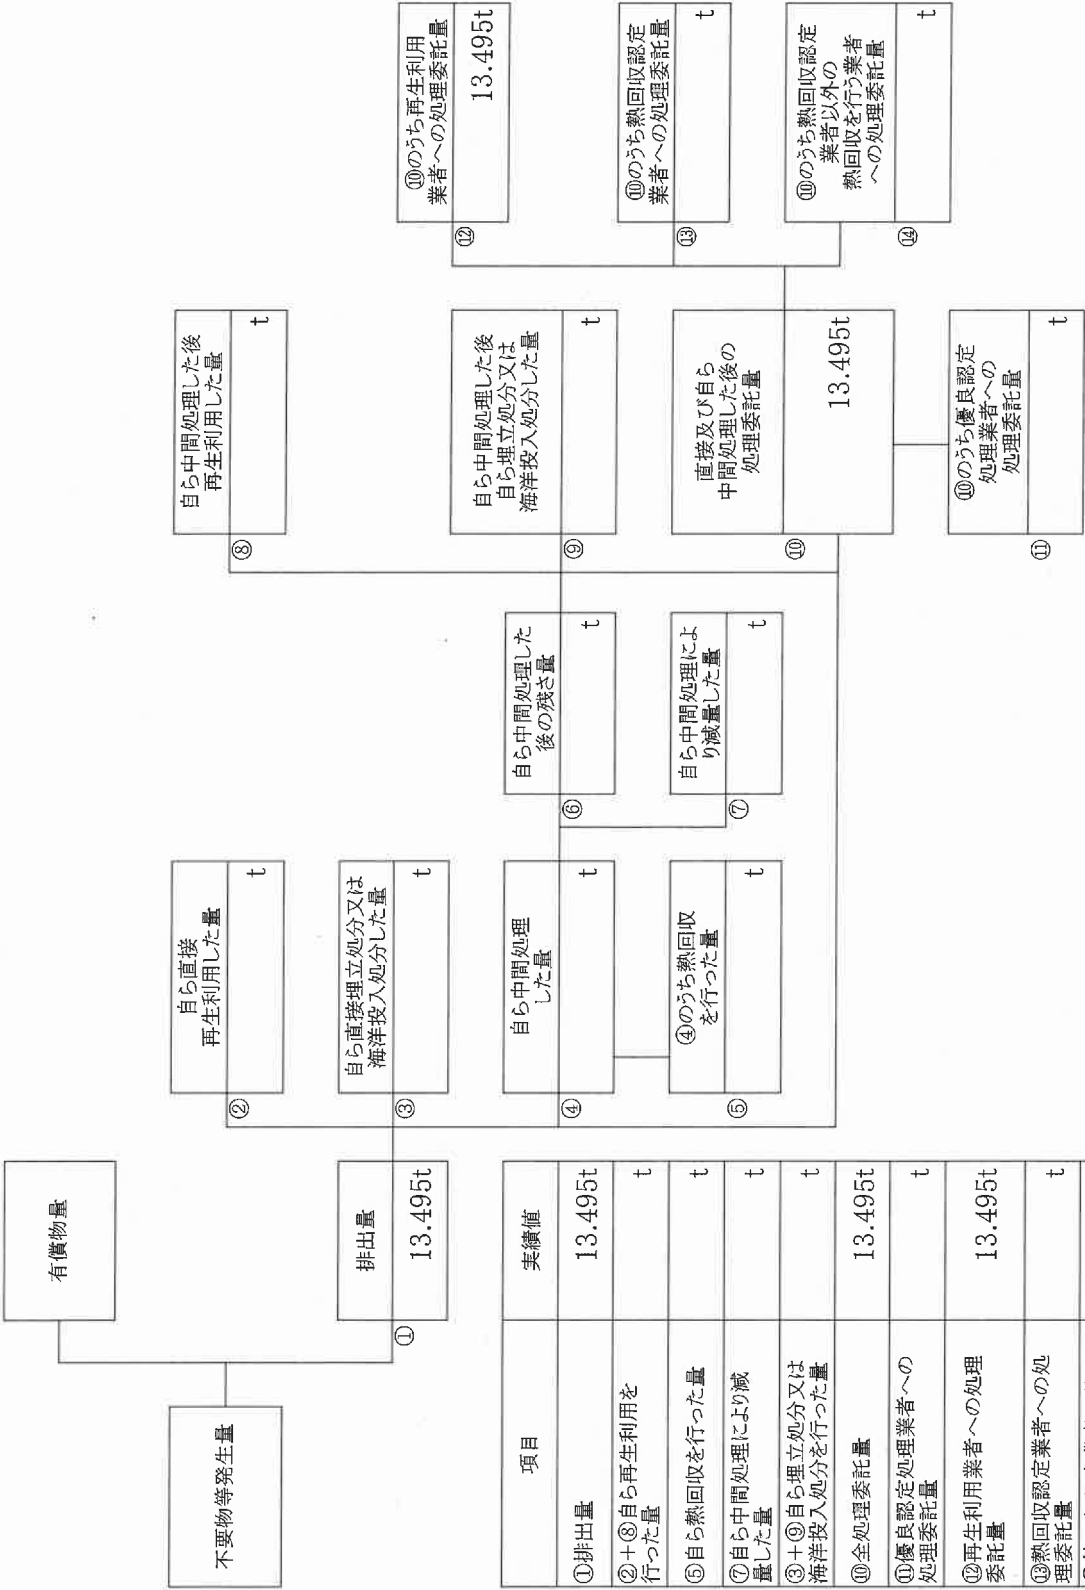 不要物等発生量
有償物量
排出量
①
13.495t
自ら直接
再生利用した量
②
t
自ら直接埋立処分又は
海洋投入処分した量
③
t
自ら中間処理
した量
④
t
④のうち熱回収
を行った量
⑤
t
自ら中間処理した
後の残さ量
⑥
t
自ら中間処理によ
り減量した量
⑦
t
自ら中間処理した後
再生利用した量
⑧
t
自ら中間処理した後
自ら埋立処分又は
海洋投入処分した量
⑨
t
直接及び自ら
中間処理した後の
処理委託量
⑩
13.495t
⑩のうち優良認定
処理業者への
処理委託量
⑪
t
⑩のうち再生利用
業者への処理委託量
⑫
13.495t
⑩のうち熱回収認定
業者への処理委託量
⑬
t
⑩のうち熱回収認定
業者以外の
熱回収を行う業者
への処理委託量
⑭
t
項目
実績値
①排出量
13.495t
②＋⑧自ら再生利用を
行った量
t
⑤自ら熱回収を行った量
t
⑦自ら中間処理により減
量した量
t
③＋⑨自ら埋立処分又は
海洋投入処分を行った量
t
⑩全処理委託量
13.495t
⑪優良認定処理業者への
処理委託量
t
⑫再生利用業者への処理
委託量
13.495t
⑬熱回収認定業者への処
理委託量
t